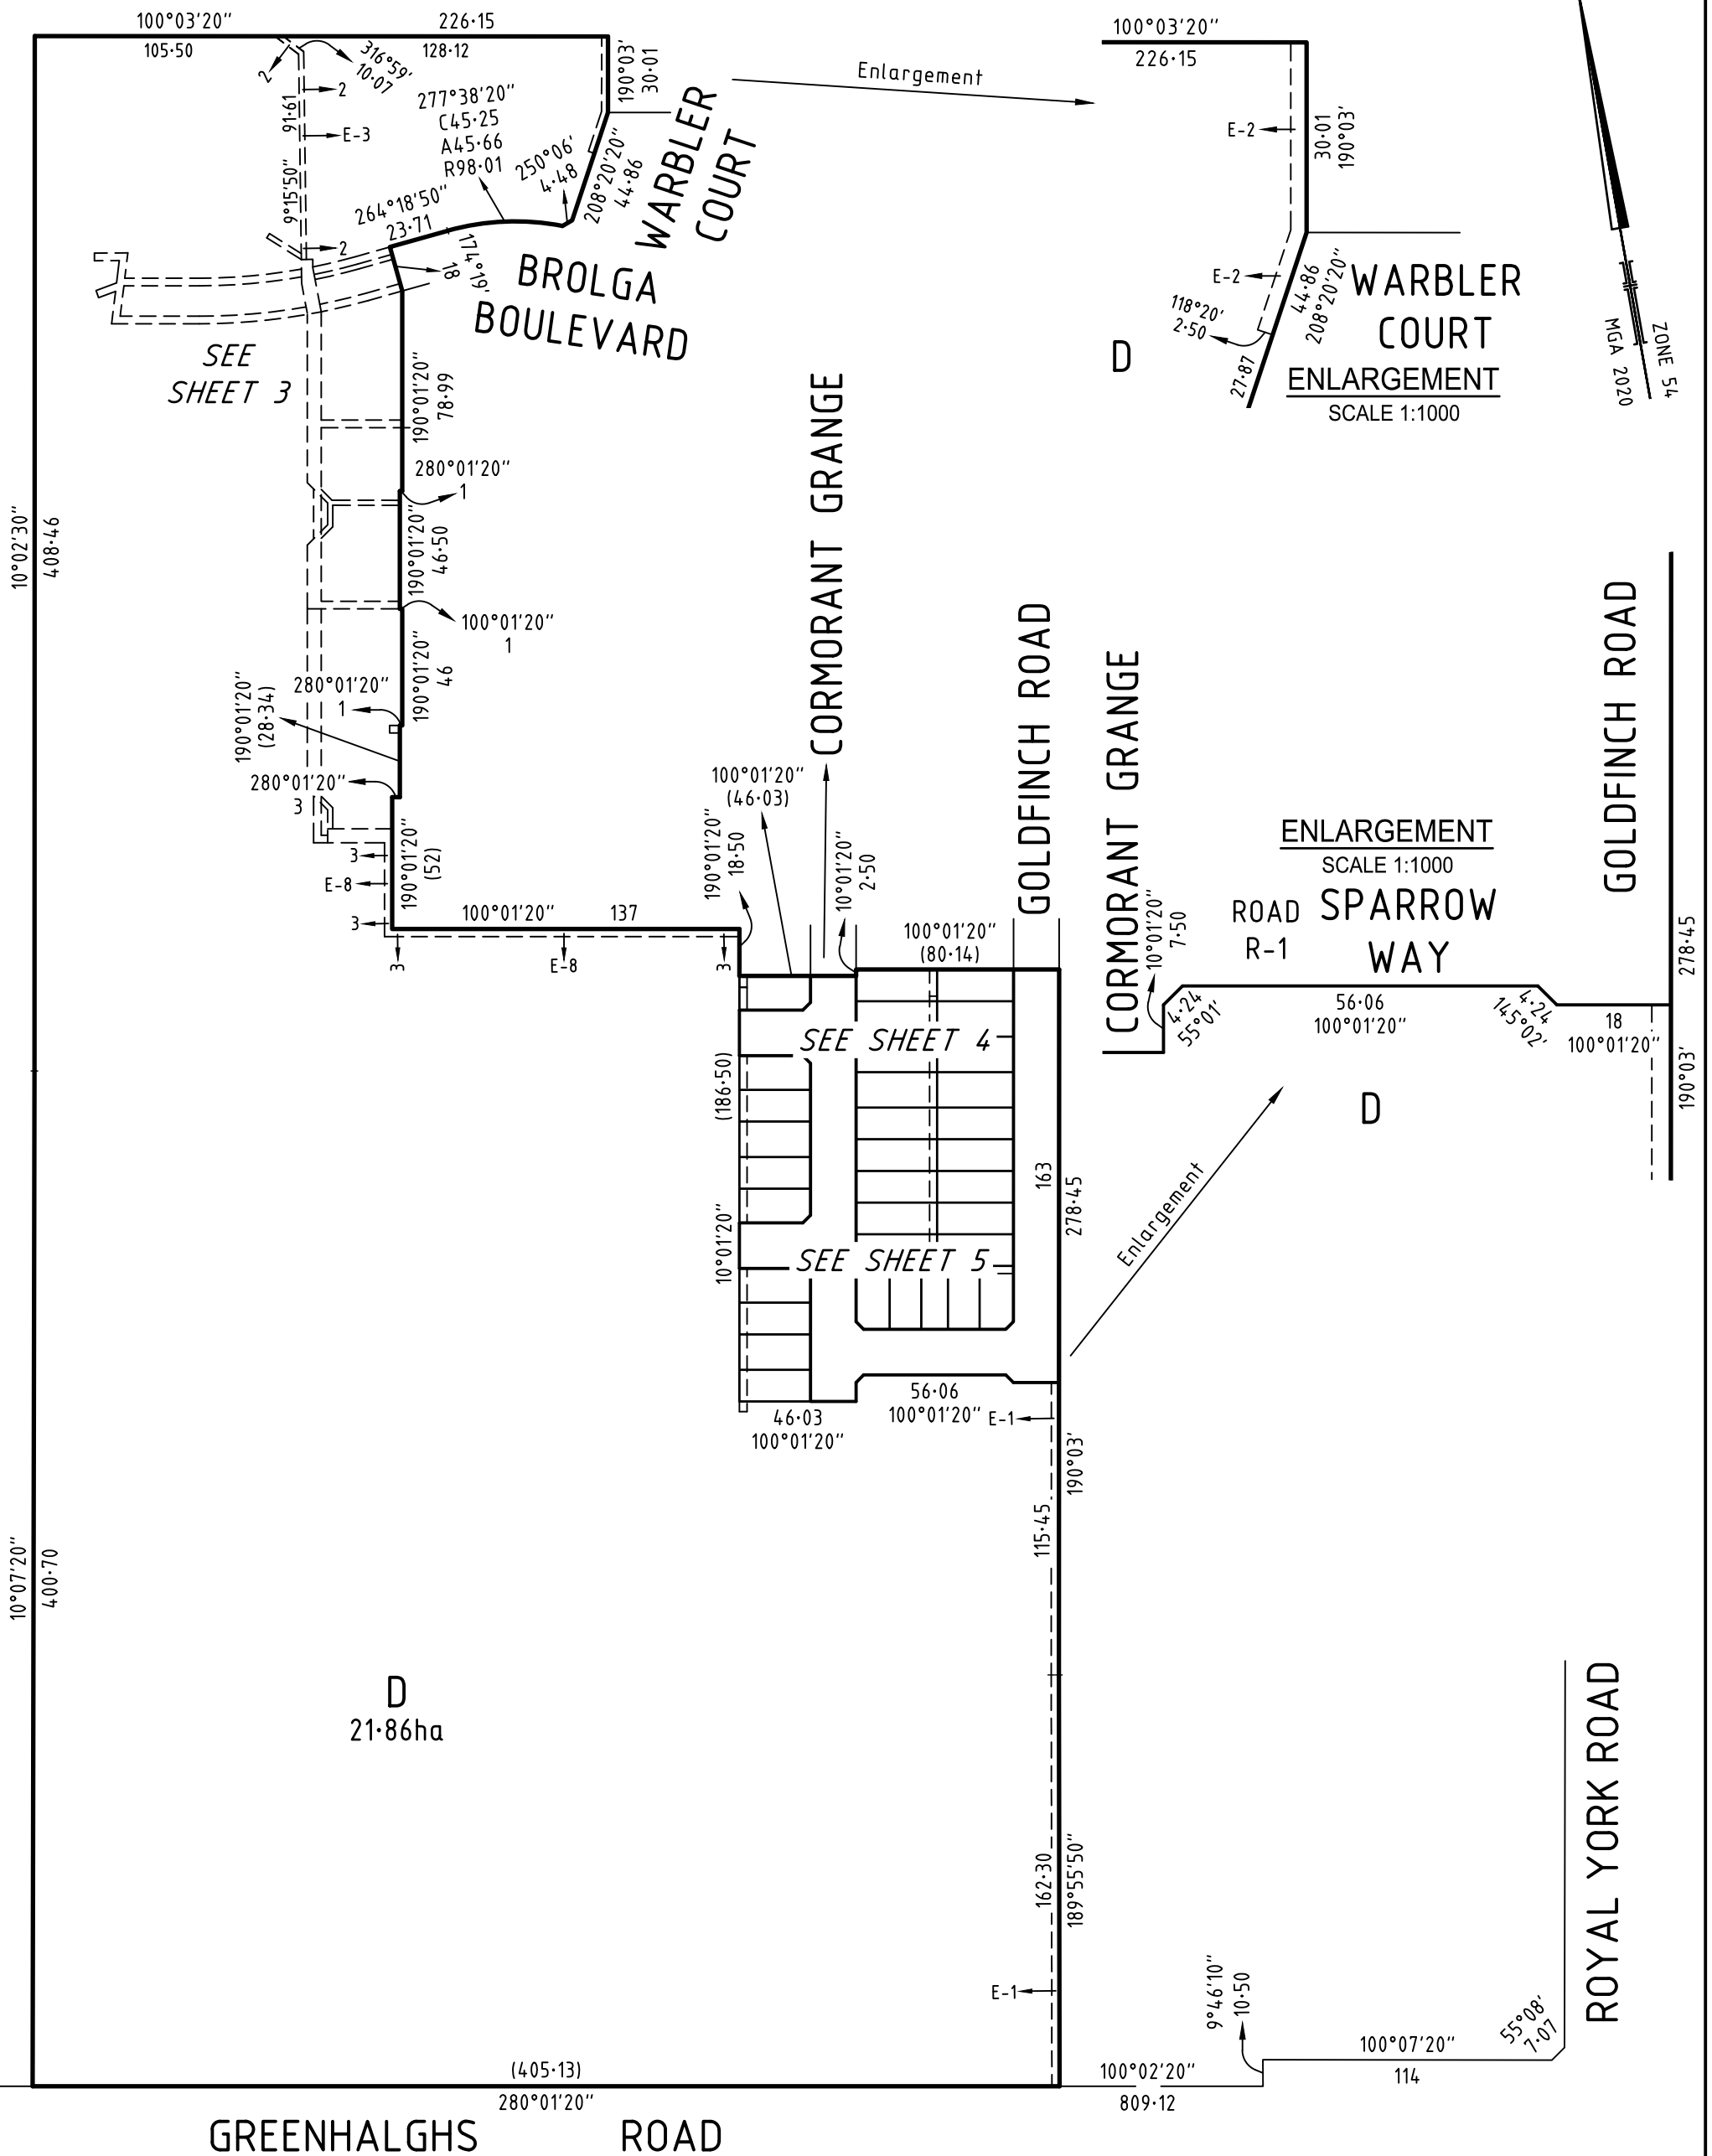 100°03'20"
226·15
105·50
128·12
316°59'
10·07
2
2
91·61
E-3
9°15'50"
2
277°38'20"
C45·25
A45·66
R98·01
250°06'
4·48
190°03'
30·01
208°20'20"
44·86
264°18'50"
23·71
174°19'
18
WARBLER
COURT
BROLGA
BOULEVARD
SEE
SHEET 3
Enlargement
100°03'20"
226·15
E-2
30·01
190°03'
E-2
44·86
208°20'20"
118°20'
2·50
27·87
D
WARBLER
COURT
ENLARGEMENT
SCALE 1:1000
MGA 2020
ZONE 54
10°02'30"
408·46
190°01'20"
78·99
280°01'20"
1
190°01'20"
46·50
100°01'20"
1
190°01'20"
46
280°01'20"
1
190°01'20"
(28·34)
280°01'20"
3
190°01'20"
(52)
3
E-8
3
100°01'20"
137
3
E-8
3
190°01'20"
18·50
100°01'20"
(46·03)
CORMORANT GRANGE
10°01'20"
2·50
100°01'20"
(80·14)
GOLDFINCH ROAD
SEE SHEET 4
(186·50)
10°01'20"
SEE SHEET 5
163
278·45
46·03
100°01'20"
56·06
100°01'20"
E-1
190°03'
115·45
Enlargement
CORMORANT GRANGE
10°01'20"
7·50
4·24
55°01'
ENLARGEMENT
SCALE 1:1000
ROAD
R-1
SPARROW
WAY
56·06
100°01'20"
4·24
145°02'
18
100°01'20"
GOLDFINCH ROAD
278·45
190°03'
D
10°07'20"
400·70
D
21·86ha
162·30
189°55'50"
E-1
(405·13)
280°01'20"
GREENHALGHS ROAD
100°02'20"
809·12
9°46'10"
10·50
100°07'20"
114
55°08'
7·07
ROYAL YORK ROAD